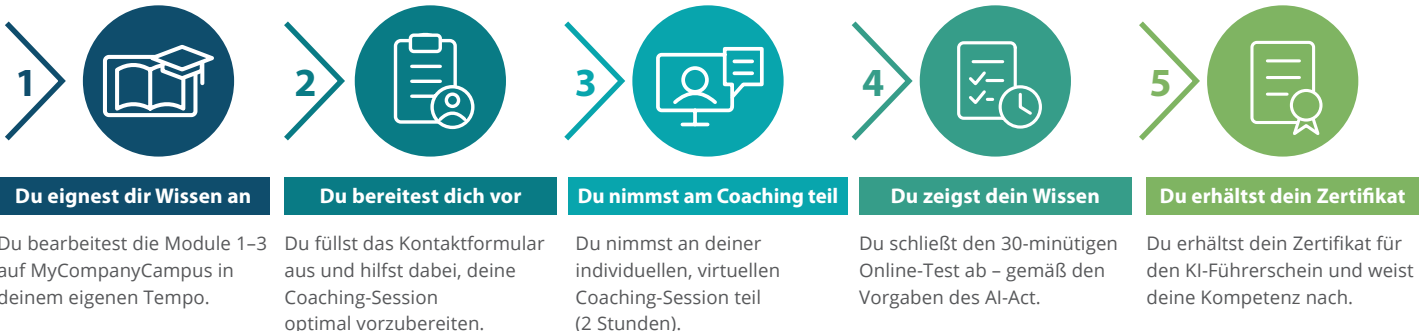 1
Du eignest dir Wissen an
Du bearbeitest die Module 1–3
auf MyCompanyCampus in
deinem eigenen Tempo.
2
Du bereitest dich vor
Du füllst das Kontaktformular
aus und hilfst dabei, deine
Coaching-Session
optimal vorzubereiten.
3
Du nimmst am Coaching teil
Du nimmst an deiner
individuellen, virtuellen
Coaching-Session teil
(2 Stunden).
4
Du zeigst dein Wissen
Du schließt den 30-minütigen
Online-Test ab – gemäß den
Vorgaben des AI-Act.
5
Du erhältst dein Zertifikat
Du erhältst dein Zertifikat für
den KI-Führerschein und weist
deine Kompetenz nach.